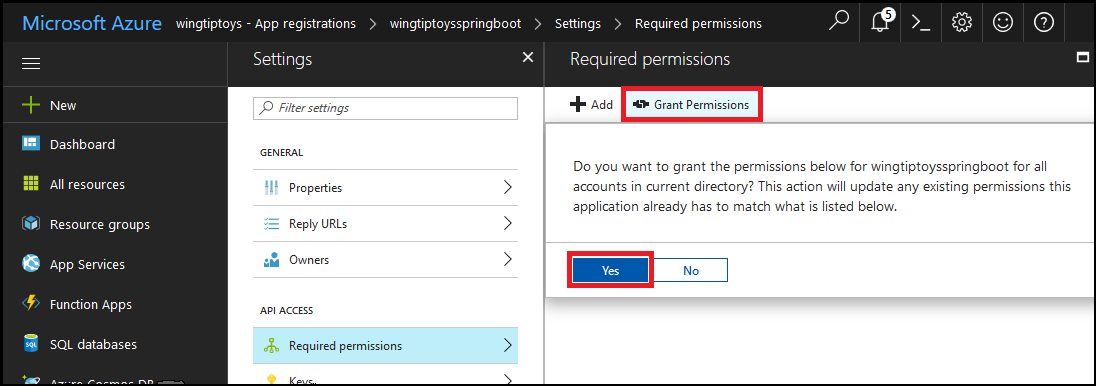 Microsoft Azure wingtiptoys - App registrations > wingtiptoysspringboot > Settings > Required permissions 5
Settings
Required permissions
New
Filter settings
Add Grant Permissions
Dashboard
GENERAL
Do you want to grant the permissions below for wingtiptoysspringboot for all
accounts in current directory? This action will update any existing permissions this
application already has to match what is listed below.
All resources
Properties
Resource groups
Reply URLs
App Services
Owners
Yes No
Function Apps
API ACCESS
SQL databases
Required permissions
Azure Cosmos DB
Keys